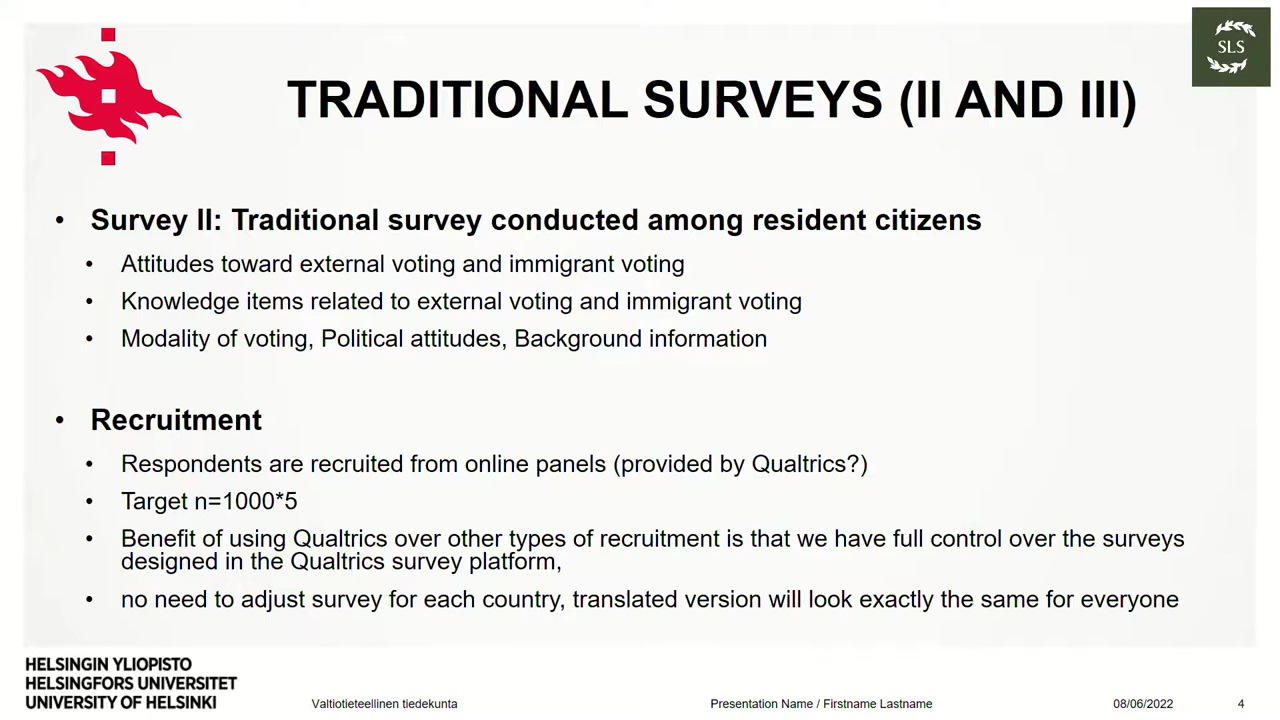 SLS
TRADITIONAL SURVEYS (II AND III)
• Survey II: Traditional survey conducted among resident citizens
• Attitudes toward external voting and immigrant voting
• Knowledge items related to external voting and immigrant voting
• Modality of voting, Political attitudes, Background information
• Recruitment
• Respondents are recruited from online panels (provided by Qualtrics?)
• Target n=1000*5
• Benefit of using Qualtrics over other types of recruitment is that we have full control over the surveys
designed in the Qualtrics survey platform,
• no need to adjust survey for each country, translated version will look exactly the same for everyone
HELSINGIN YLIOPISTO
HELSINGFORS UNIVERSITET
UNIVERSITY OF HELSINKI
Valtiotieteellinen tiedekunta
Presentation Name / Firstname Lastname
08/06/2022
4